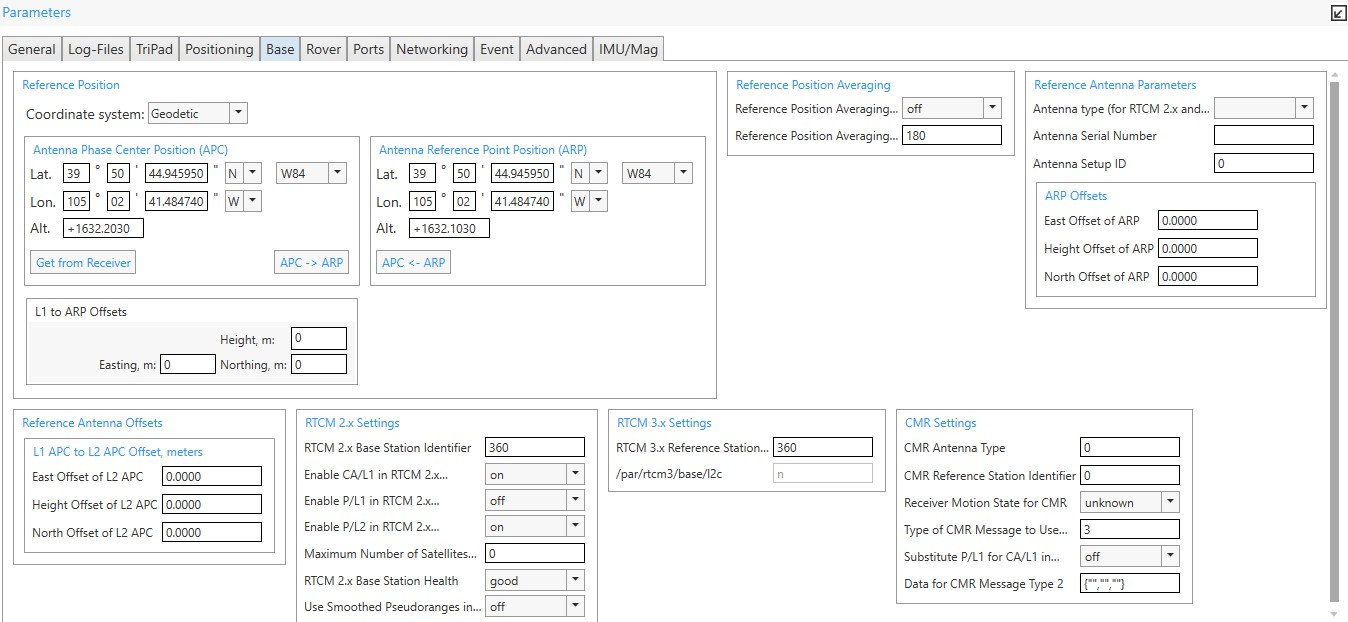 Parameters
General Log-Files TriPad Positioning Base Rover Ports Networking Event Advanced IMU/Mag
Reference Position
Coordinate system: Geodetic
Antenna Phase Center Position (APC)
Lat. 39 ° 50 ' 44.945950 " N W84
Lon. 105 ° 02 ' 41.484740 " W
Alt. +1632.2030
Get from Receiver APC -> ARP
Antenna Reference Point Position (ARP)
Lat. 39 ° 50 ' 44.945950 " N W84
Lon. 105 ° 02 ' 41.484740 " W
Alt. +1632.1030
APC <- ARP
L1 to ARP Offsets
Height, m: 0
Easting, m: 0 Northing, m: 0
Reference Position Averaging
Reference Position Averaging... off
Reference Position Averaging... 180
Reference Antenna Parameters
Antenna type (for RTCM 2.x and...
Antenna Serial Number
Antenna Setup ID 0
ARP Offsets
East Offset of ARP 0.0000
Height Offset of ARP 0.0000
North Offset of ARP 0.0000
Reference Antenna Offsets
L1 APC to L2 APC Offset, meters
East Offset of L2 APC 0.0000
Height Offset of L2 APC 0.0000
North Offset of L2 APC 0.0000
RTCM 2.x Settings
RTCM 2.x Base Station Identifier 360
Enable CA/L1 in RTCM 2.x... on
Enable P/L1 in RTCM 2.x... off
Enable P/L2 in RTCM 2.x... on
Maximum Number of Satellites... 0
RTCM 2.x Base Station Health good
Use Smoothed Pseudoranges in... off
RTCM 3.x Settings
RTCM 3.x Reference Station... 360
/par/rtcm3/base/l2c n
CMR Settings
CMR Antenna Type 0
CMR Reference Station Identifier 0
Receiver Motion State for CMR unknown
Type of CMR Message to Use... 3
Substitute P/L1 for CA/L1 in... off
Data for CMR Message Type 2 {"","",""}